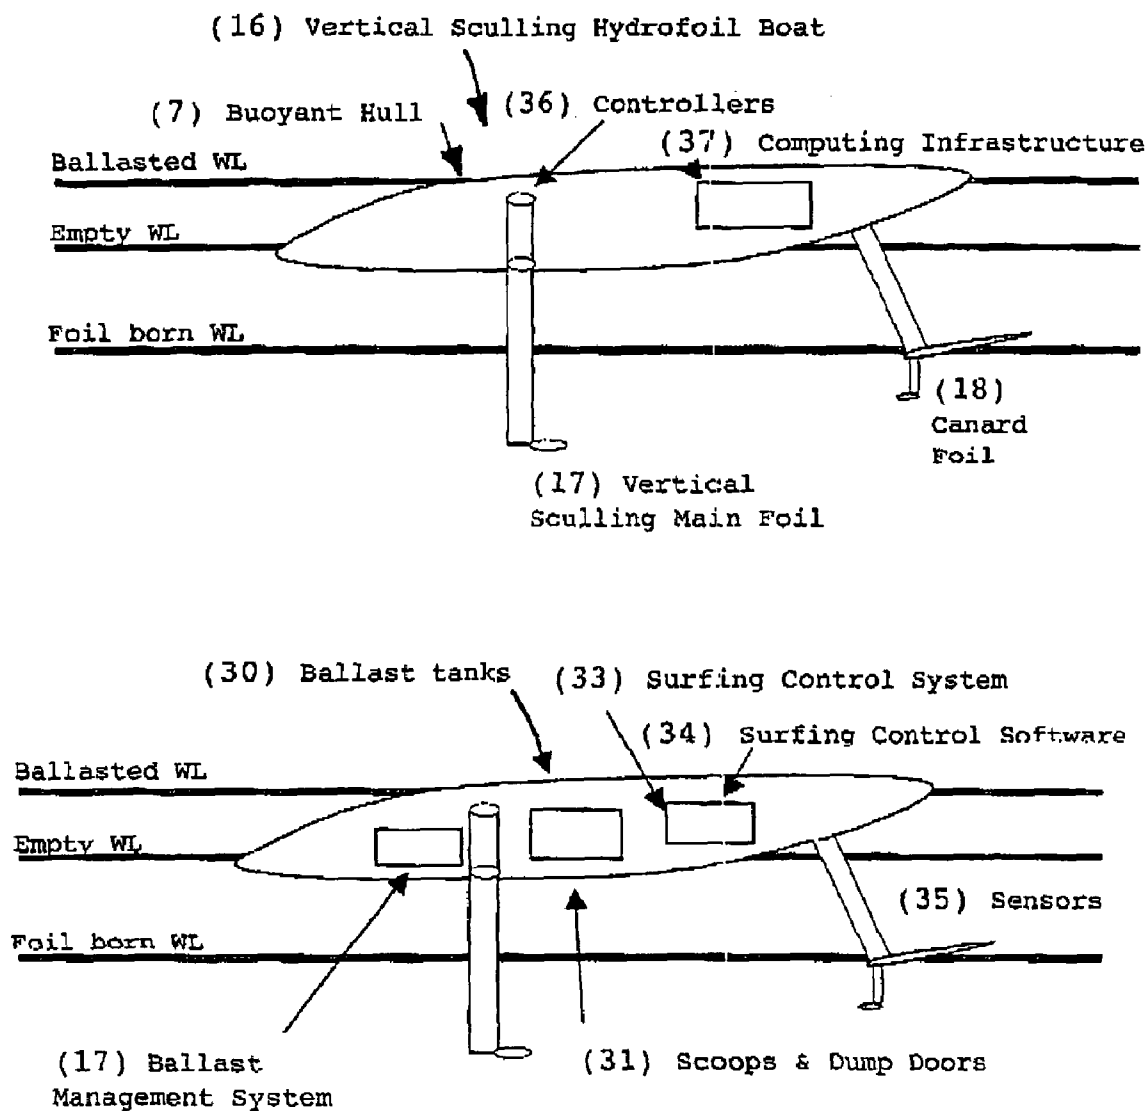 (16) Vertical Sculling Hydrofoil Boat
(7) Buoyant Hull
(36) Controllers
(37) Computing Infrastructure
Ballasted WL
Empty WL
Foil born WL
(18)
Canard
Foil
(17) Vertical
Sculling Main Foil
(30) Ballast tanks
(33) Surfing Control System
(34) Surfing Control Software
Ballasted WL
Empty WL
(35) Sensors
Foil born WL
(17) Ballast
Management System
(31) Scoops & Dump Doors